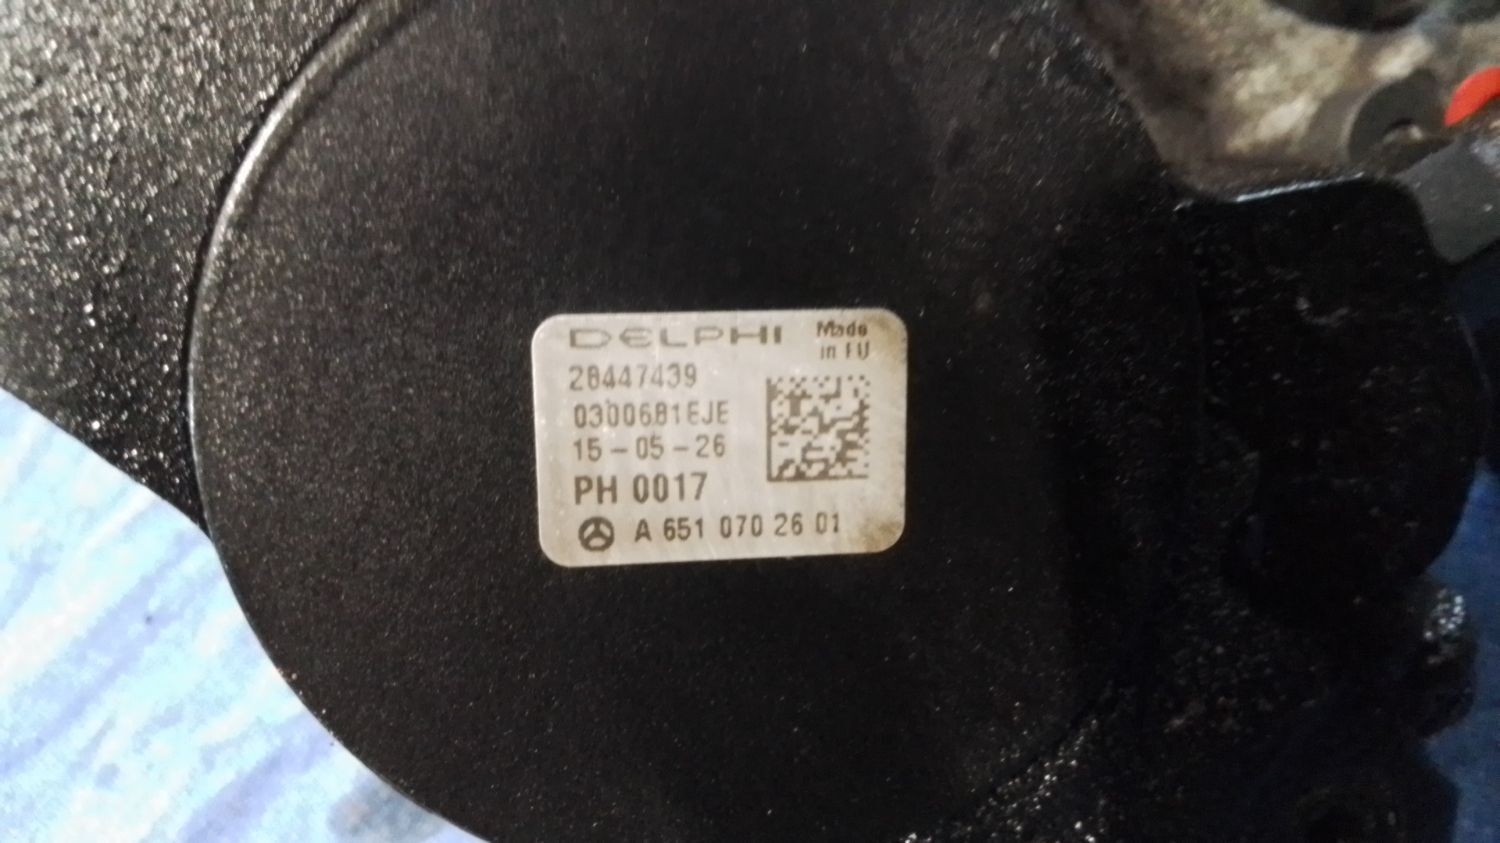 DELPHI
Made
in EU
28447439
0300681EJE
15-05-26
PH 0017
A 651 070 26 01